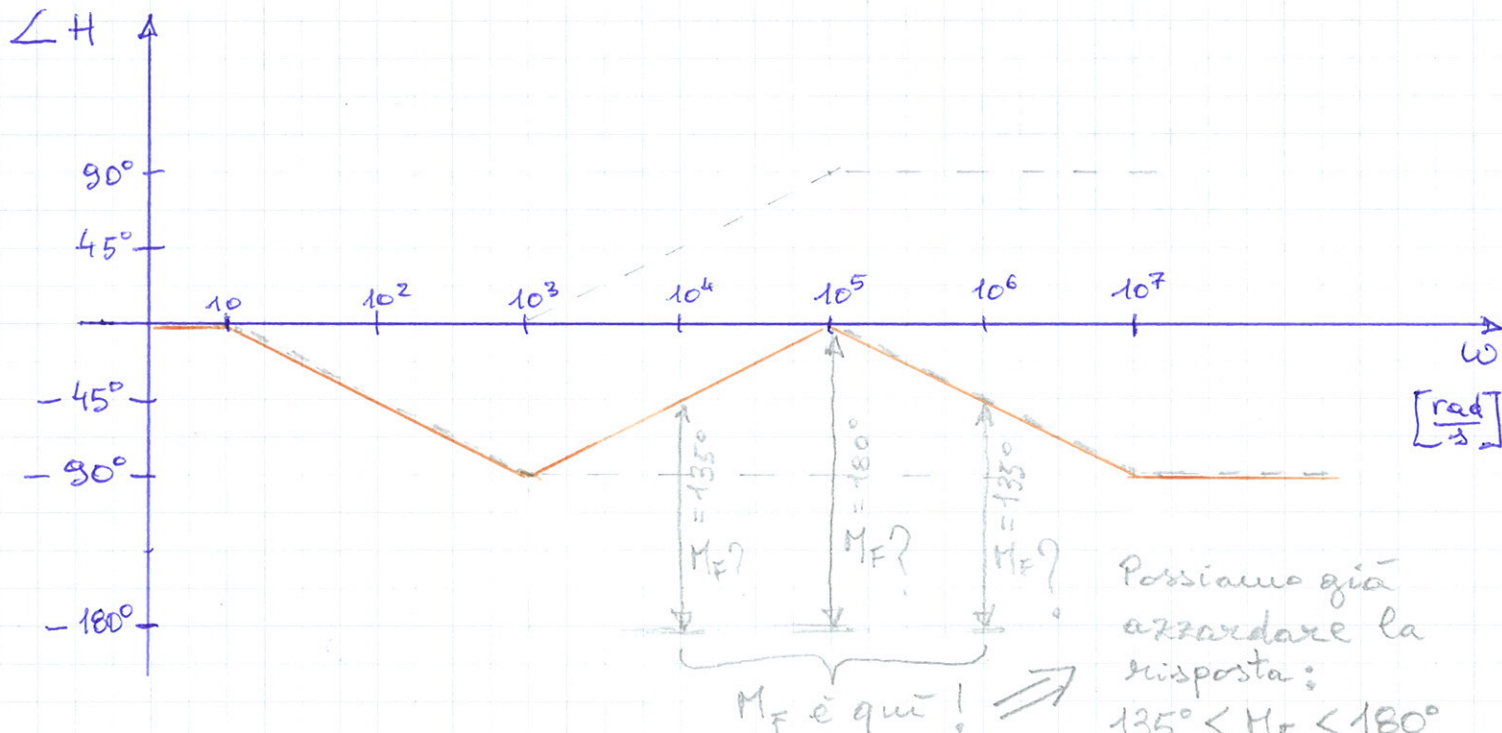 ∠H
90°
45°
10 10² 10³ 10⁴ 10⁵ 10⁶ 10⁷
ω
[rad/s]
-45°
-90°
-180°
M_F? = 135°
M_F? = 180°
M_F? = 135°
M_F è quì !
Possiamo già
azzardare la
risposta:
135° < M_F < 180°